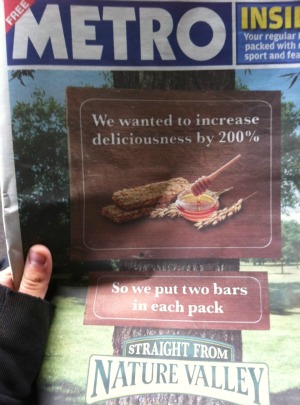 FREE
METRO
INSI
Your regular
packed with
sport and fea
We wanted to increase
deliciousness by 200%
So we put two bars
in each pack
STRAIGHT FROM
NATURE VALLEY